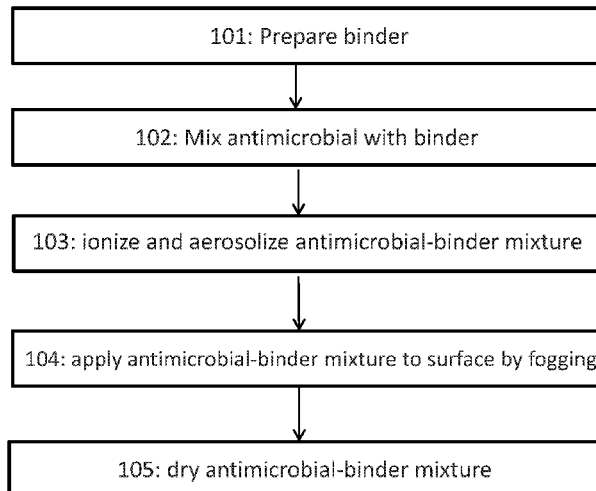 101: Prepare binder
102: Mix antimicrobial with binder
103: ionize and aerosolize antimicrobial-binder mixture
104: apply antimicrobial-binder mixture to surface by fogging
105: dry antimicrobial-binder mixture